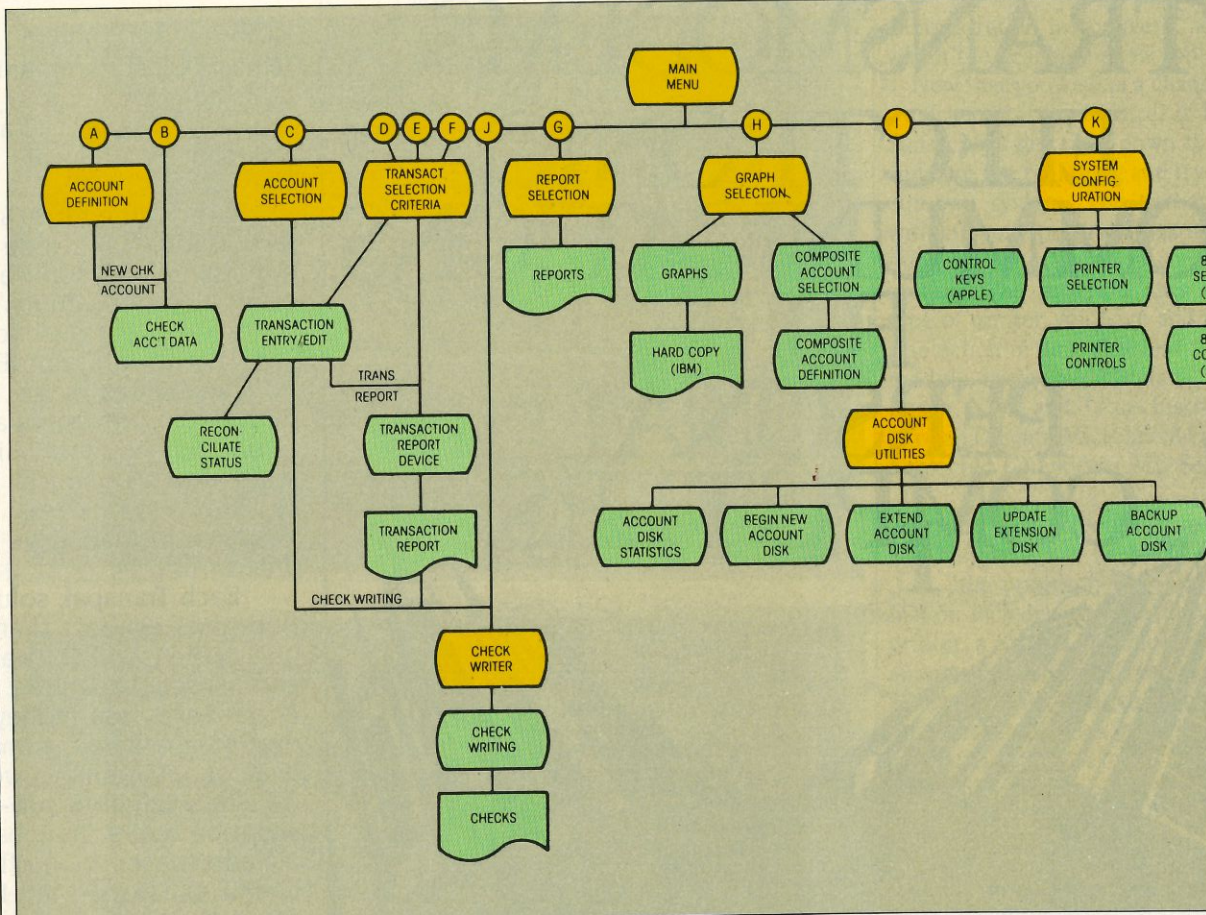 MAIN
MENU
A
B
C
D
E
F
J
G
H
I
K
ACCOUNT
DEFINITION
ACCOUNT
SELECTION
TRANSACT
SELECTION
CRITERIA
REPORT
SELECTION
GRAPH
SELECTION
SYSTEM
CONFIG-
URATION
NEW CHK
ACCOUNT
CHECK
ACC'T DATA
TRANSACTION
ENTRY/EDIT
REPORTS
GRAPHS
COMPOSITE
ACCOUNT
SELECTION
CONTROL
KEYS
(APPLE)
PRINTER
SELECTION
HARD COPY
(IBM)
COMPOSITE
ACCOUNT
DEFINITION
PRINTER
CONTROLS
TRANS
REPORT
RECON-
CILIATE
STATUS
TRANSACTION
REPORT
DEVICE
ACCOUNT
DISK
UTILITIES
TRANSACTION
REPORT
ACCOUNT
DISK
STATISTICS
BEGIN NEW
ACCOUNT
DISK
EXTEND
ACCOUNT
DISK
UPDATE
EXTENSION
DISK
BACKUP
ACCOUNT
DISK
CHECK WRITING
CHECK
WRITER
CHECK
WRITING
CHECKS